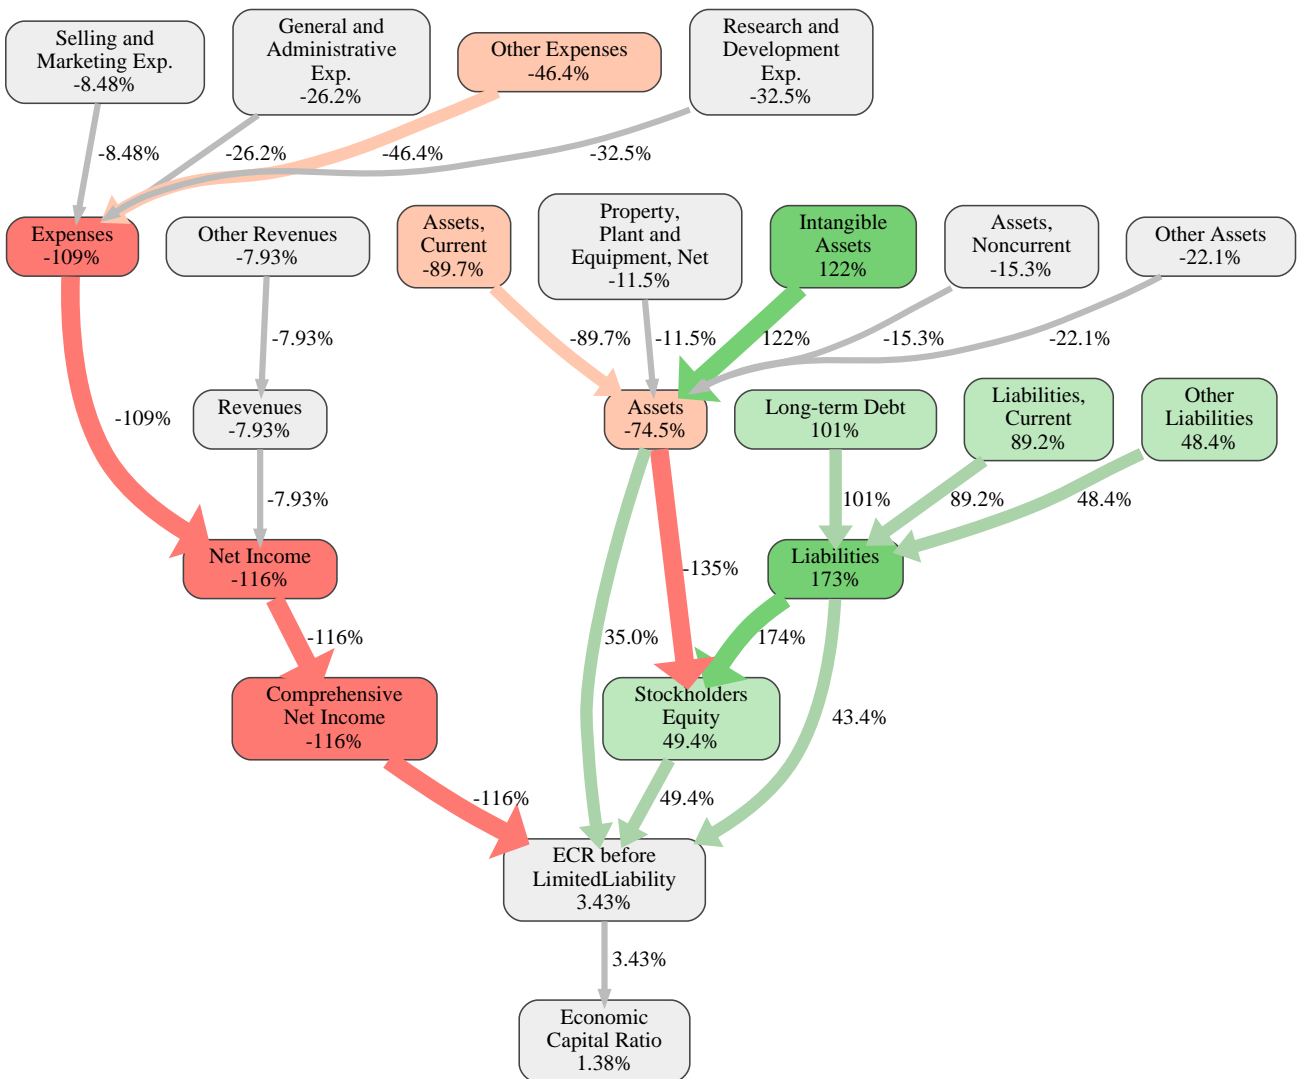 Selling and
Marketing Exp.
-8.48%
General and
Administrative
Exp.
-26.2%
Other Expenses
-46.4%
Research and
Development
Exp.
-32.5%
-8.48%
-26.2%
-46.4%
-32.5%
Expenses
-109%
Other Revenues
-7.93%
Assets,
Current
-89.7%
Property,
Plant and
Equipment, Net
-11.5%
Intangible
Assets
122%
Assets,
Noncurrent
-15.3%
Other Assets
-22.1%
-7.93%
-89.7%
-11.5%
122%
-15.3%
-22.1%
-109%
Revenues
-7.93%
Assets
-74.5%
Long-term Debt
101%
Liabilities,
Current
89.2%
Other
Liabilities
48.4%
-7.93%
101%
89.2%
48.4%
Net Income
-116%
-135%
Liabilities
173%
-116%
35.0%
174%
Comprehensive
Net Income
-116%
Stockholders
Equity
49.4%
43.4%
-116%
49.4%
ECR before
LimitedLiability
3.43%
3.43%
Economic
Capital Ratio
1.38%